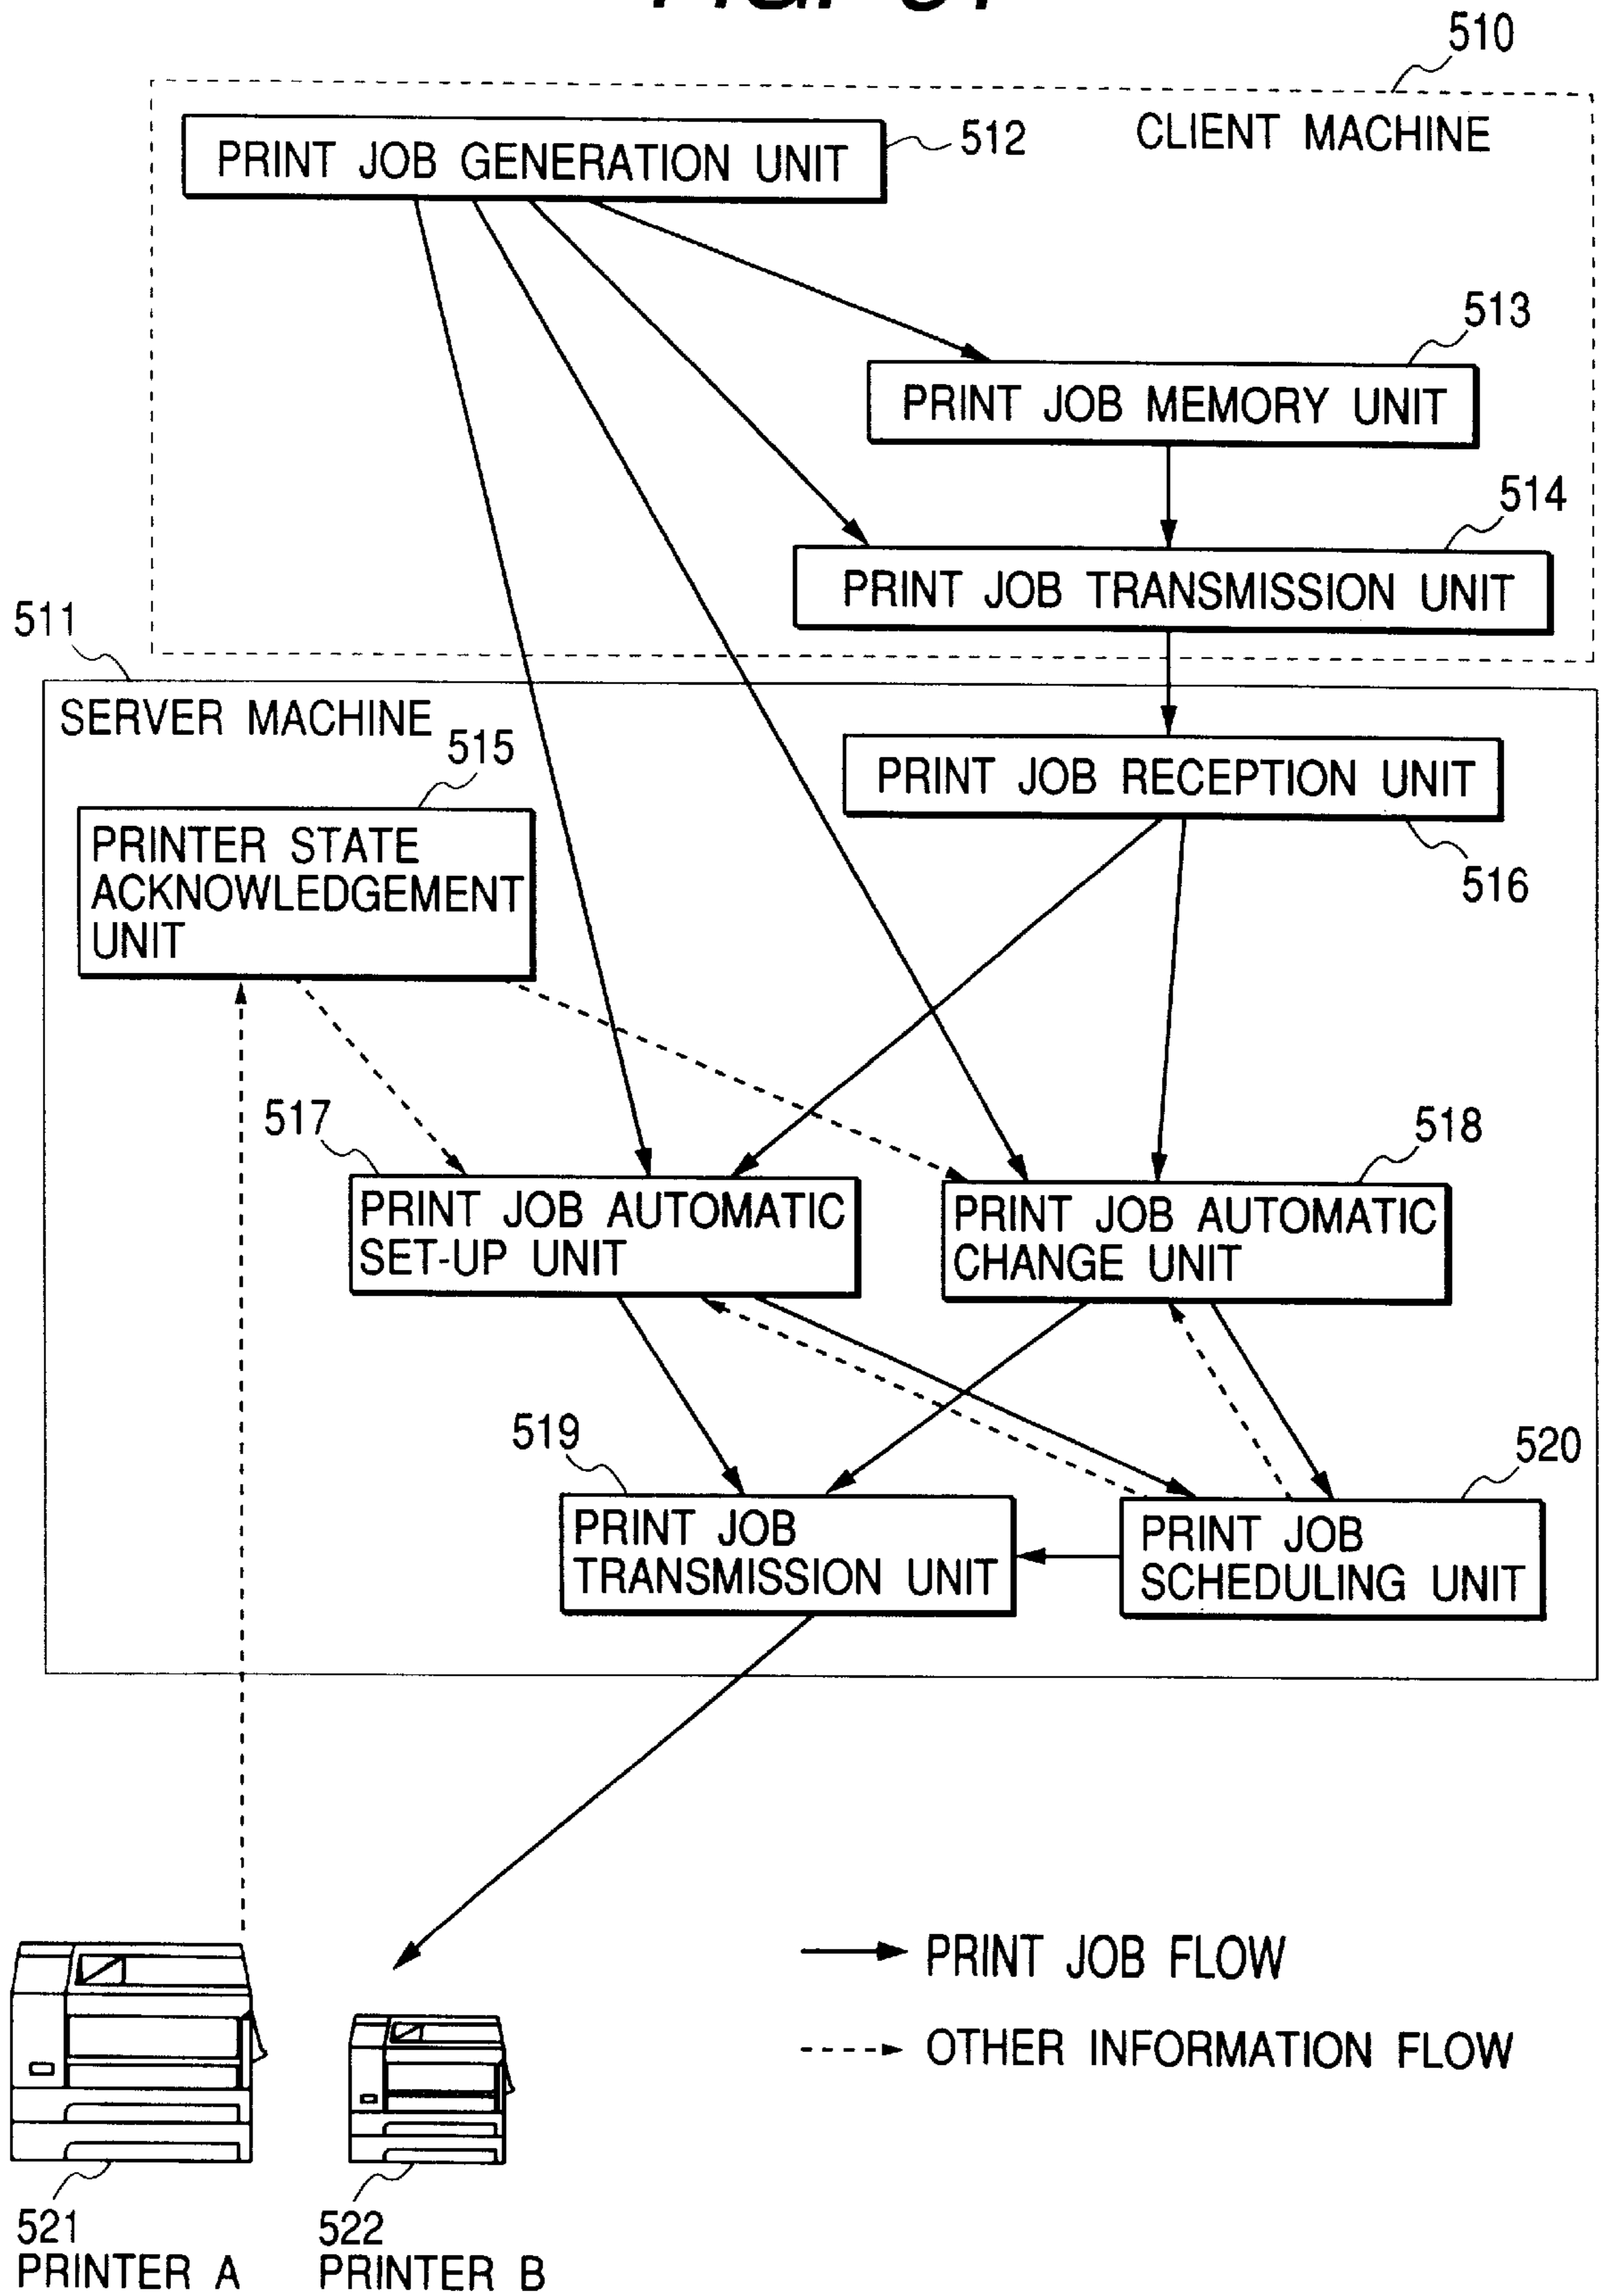 510
CLIENT MACHINE
PRINT JOB GENERATION UNIT
512
513
PRINT JOB MEMORY UNIT
514
PRINT JOB TRANSMISSION UNIT
511
SERVER MACHINE
515
PRINT JOB RECEPTION UNIT
516
PRINTER STATE
ACKNOWLEDGEMENT
UNIT
517
518
PRINT JOB AUTOMATIC
SET-UP UNIT
PRINT JOB AUTOMATIC
CHANGE UNIT
519
520
PRINT JOB
TRANSMISSION UNIT
PRINT JOB
SCHEDULING UNIT
PRINT JOB FLOW
OTHER INFORMATION FLOW
521
PRINTER A
522
PRINTER B